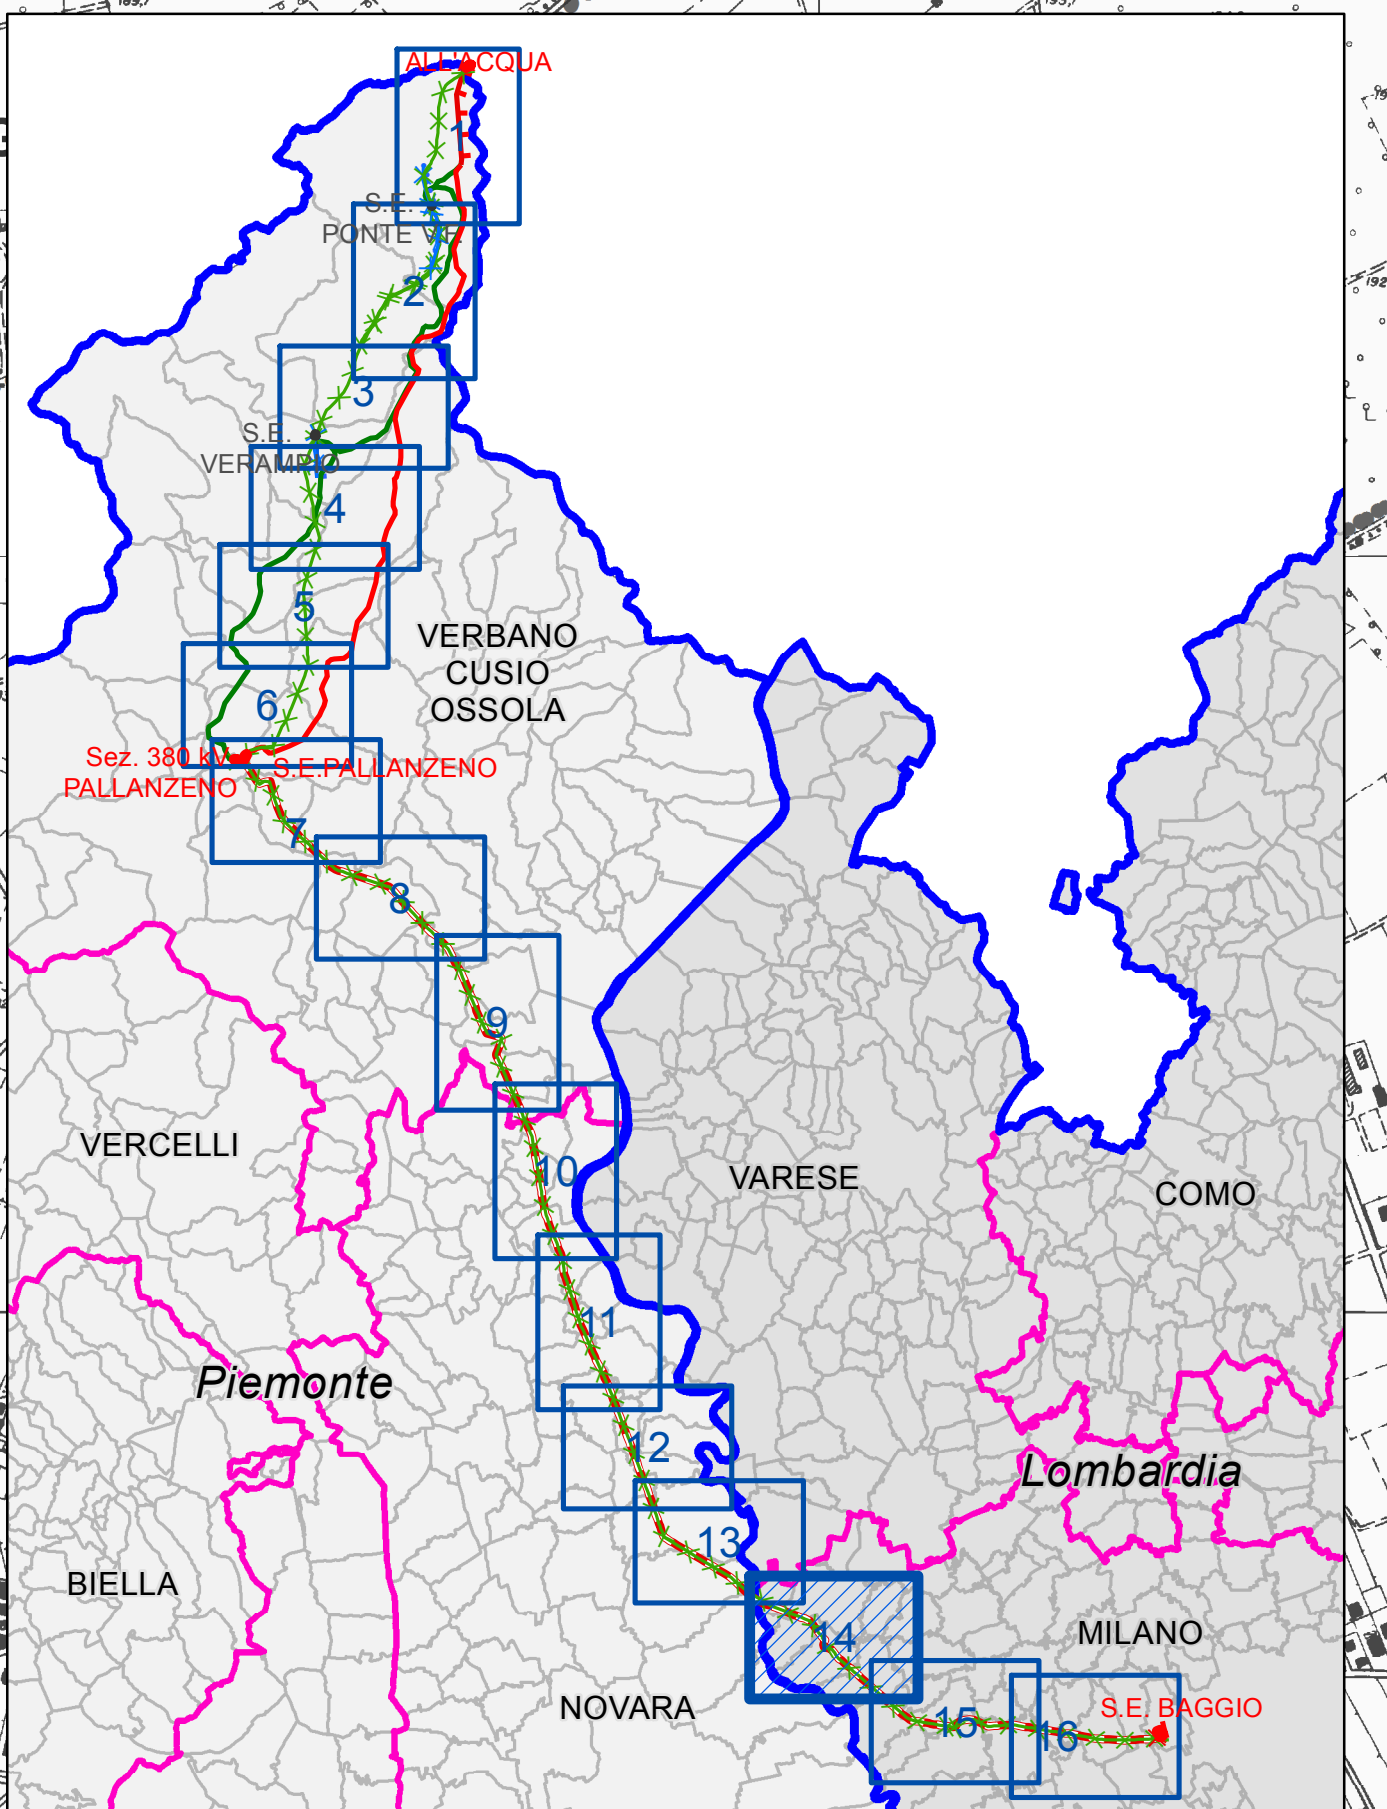 ALL'ACQUA
1
S.E.
PONTE V.F.
2
3
S.E.
VERAMPIO
4
5
VERBANO
CUSIO
OSSOLA
6
Sez. 380 kV
PALLANZENO
S.E.PALLANZENO
7
8
9
VERCELLI
10
VARESE
COMO
11
Piemonte
12
Lombardia
13
BIELLA
14
MILANO
NOVARA
15
S.E. BAGGIO
16